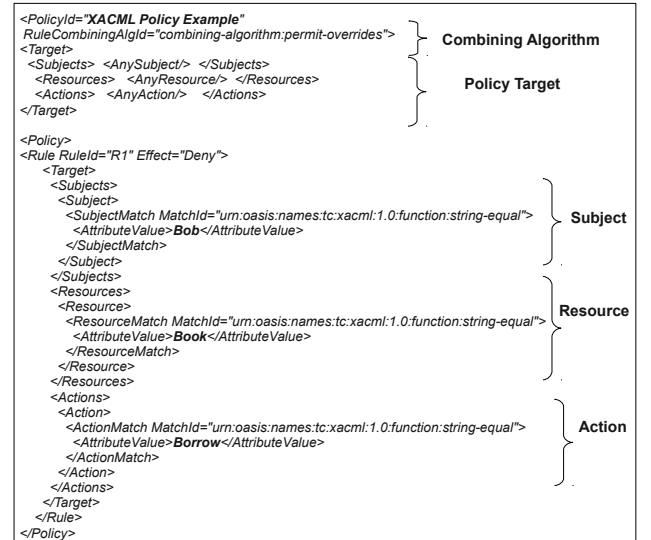 <PolicyId="XACML Policy Example"
RuleCombiningAlgId="combining-algorithm:permit-overrides">
Combining Algorithm
<Target>
<Subjects> <AnySubject/> </Subjects>
<Resources> <AnyResource/> </Resources>
Policy Target
<Actions> <AnyAction/> </Actions>
</Target>
<Policy>
<Rule RuleId="R1" Effect="Deny">
<Target>
<Subjects>
<Subject>
<SubjectMatch MatchId="urn:oasis:names:tc:xacml:1.0:function:string-equal">
Subject
<AttributeValue>Bob</AttributeValue>
</SubjectMatch>
</Subject>
</Subjects>
<Resources>
<Resource>
Resource
<ResourceMatch MatchId="urn:oasis:names:tc:xacml:1.0:function:string-equal">
<AttributeValue>Book</AttributeValue>
</ResourceMatch>
</Resource>
</Resources>
<Actions>
<Action>
<ActionMatch MatchId="urn:oasis:names:tc:xacml:1.0:function:string-equal">
Action
<AttributeValue>Borrow</AttributeValue>
</ActionMatch>
</Action>
</Actions>
</Target>
</Rule>
</Policy>